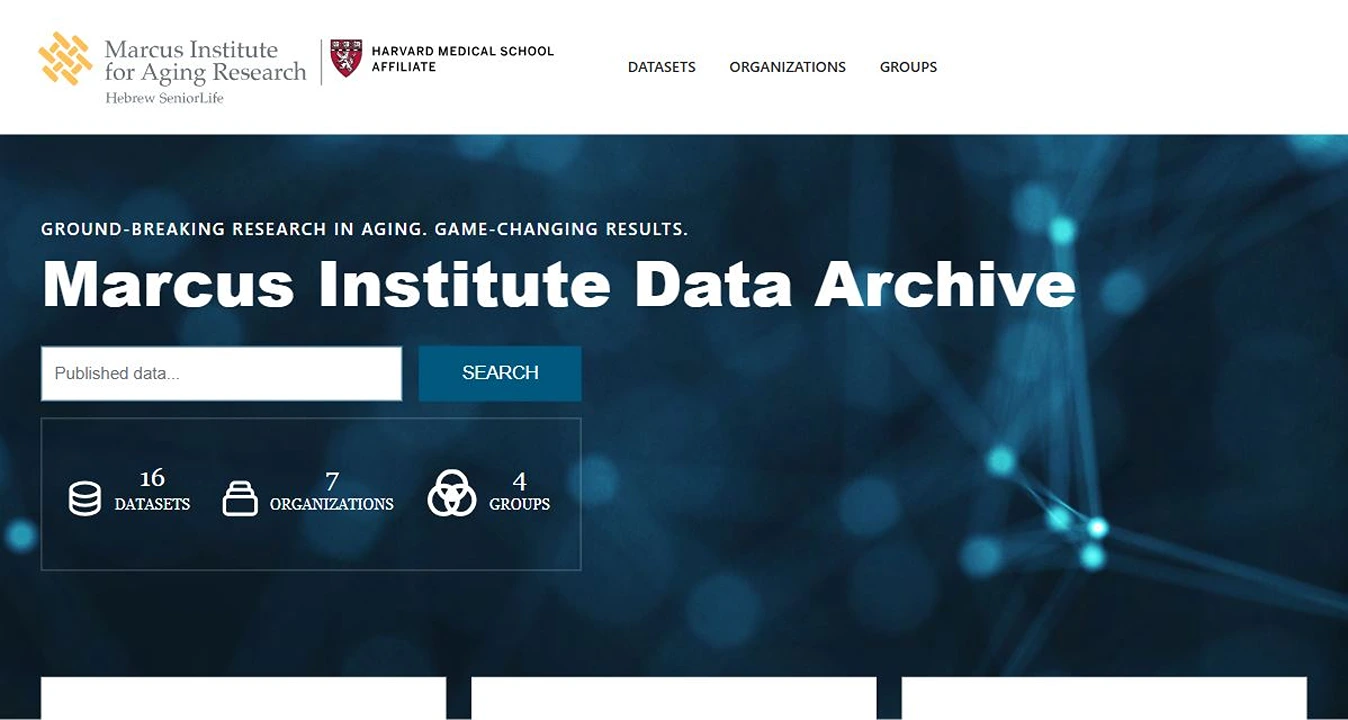 Marcus Institute
for Aging Research
Hebrew SeniorLife
HARVARD MEDICAL SCHOOL
AFFILIATE
DATASETS
ORGANIZATIONS
GROUPS
GROUND-BREAKING RESEARCH IN AGING. GAME-CHANGING RESULTS.
Marcus Institute Data Archive
Published data...
SEARCH
16
DATASETS
7
ORGANIZATIONS
4
GROUPS